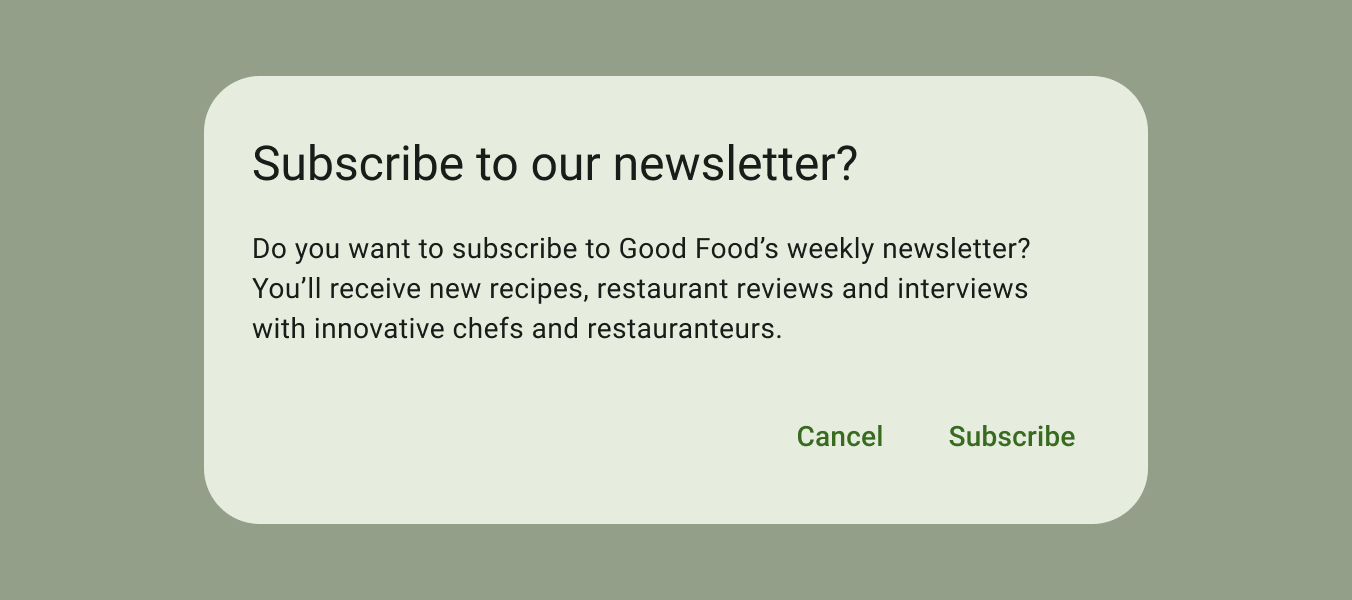 Subscribe to our newsletter?
Do you want to subscribe to Good Food’s weekly newsletter?
You’ll receive new recipes, restaurant reviews and interviews
with innovative chefs and restauranteurs.
Cancel Subscribe